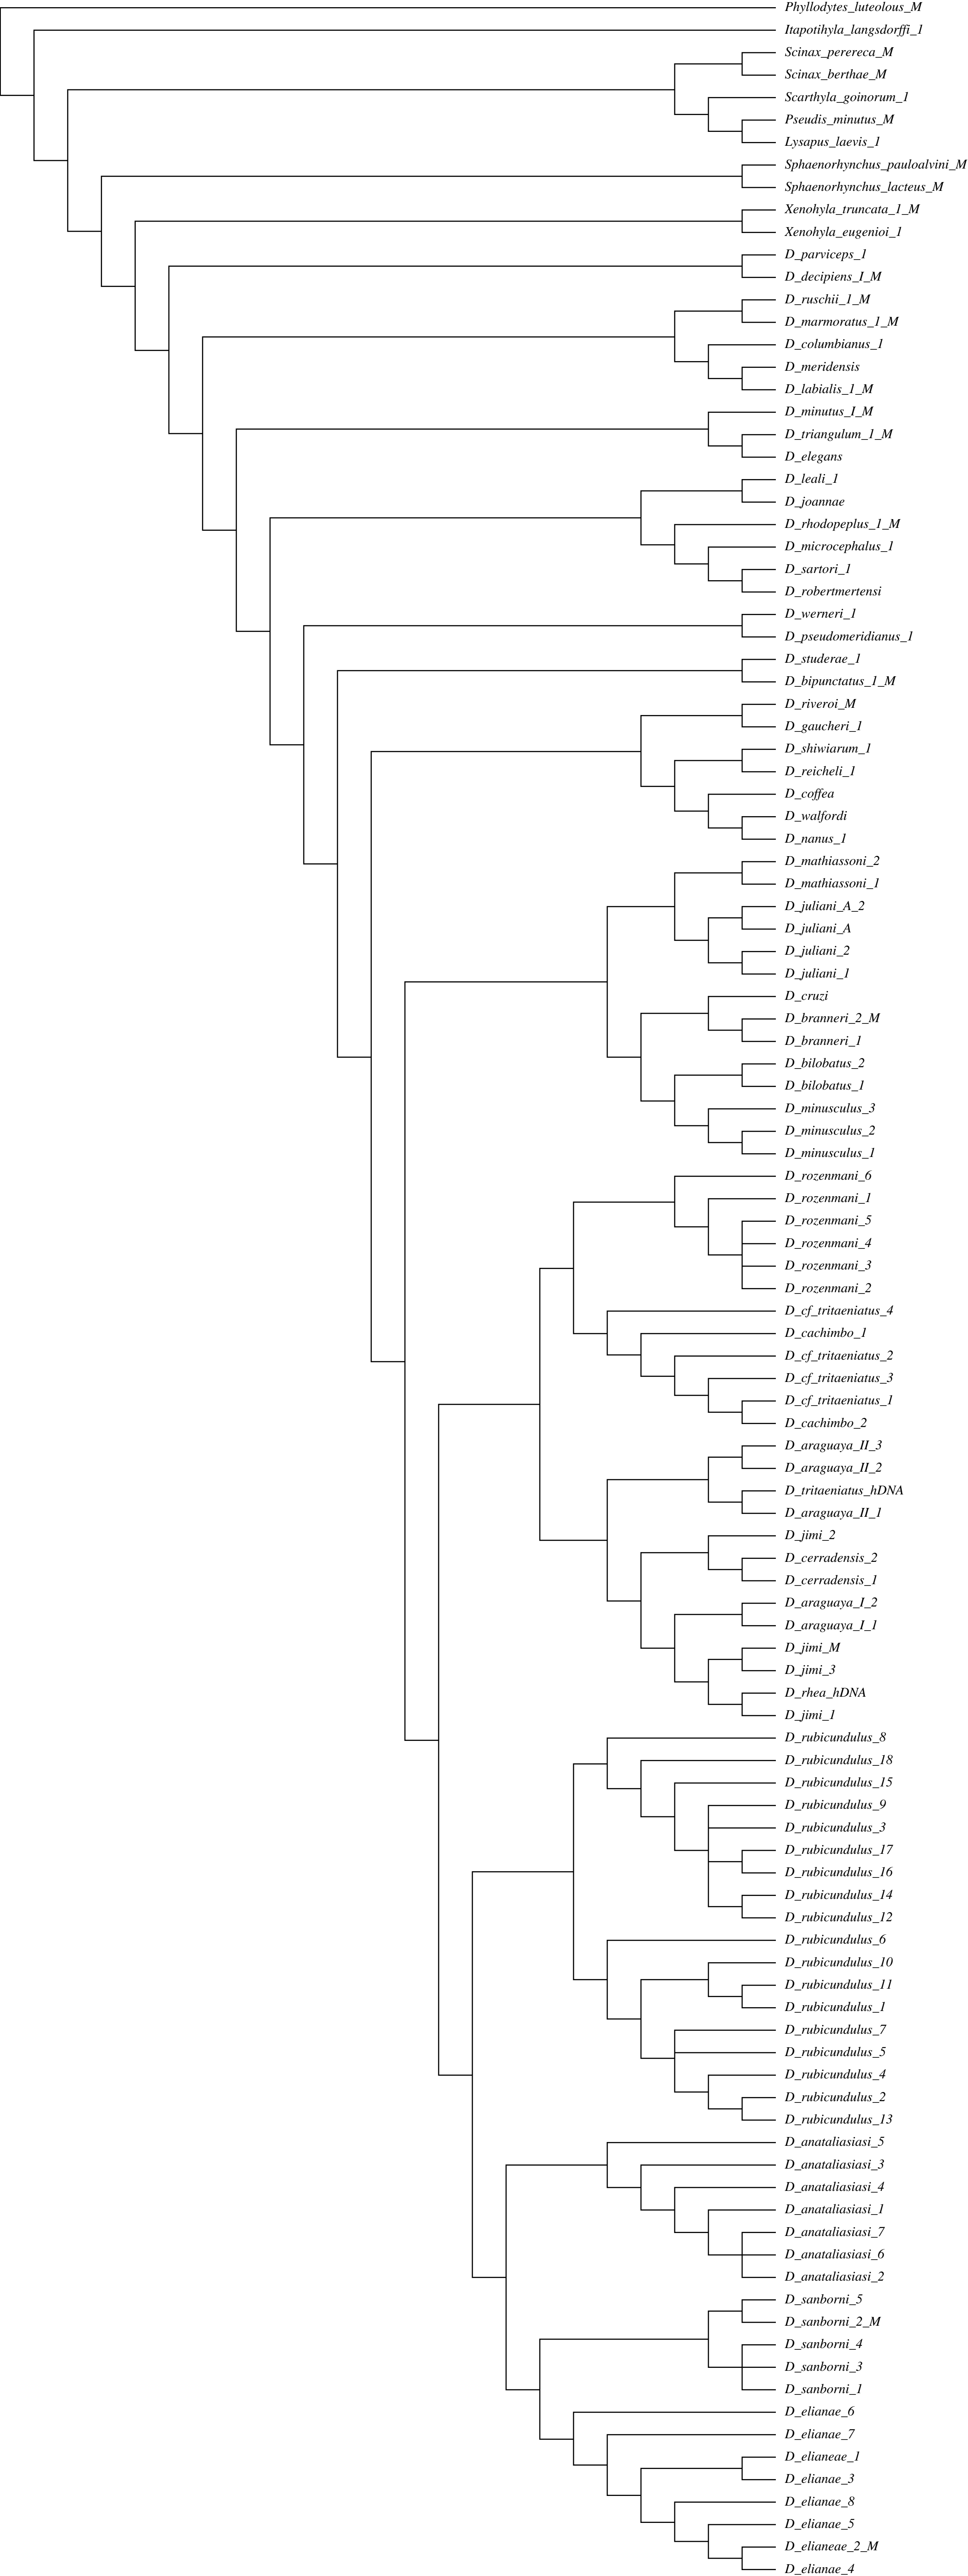 Phyllodytes_luteolous_M
Itapotihyla_langsdorffi_1
Scinax_perereca_M
Scinax_berthae_M
Scarthyla_goinorum_1
Pseudis_minutus_M
Lysapus_laevis_1
Sphaenorhynchus_pauloalvini_M
Sphaenorhynchus_lacteus_M
Xenohyla_truncata_1_M
Xenohyla_eugenioi_1
D_parviceps_1
D_decipiens_I_M
D_ruschii_1_M
D_marmoratus_1_M
D_columbianus_1
D_meridensis
D_labialis_1_M
D_minutus_I_M
D_triangulum_1_M
D_elegans
D_leali_1
D_joannae
D_rhodopeplus_1_M
D_microcephalus_1
D_sartori_1
D_robertmertensi
D_werneri_1
D_pseudomeridianus_1
D_studerae_1
D_bipunctatus_1_M
D_riveroi_M
D_gaucheri_1
D_shiwiarum_1
D_reicheli_1
D_coffea
D_walfordi
D_nanus_1
D_mathiassoni_2
D_mathiassoni_1
D_juliani_A_2
D_juliani_A
D_juliani_2
D_juliani_1
D_cruzi
D_branneri_2_M
D_branneri_1
D_bilobatus_2
D_bilobatus_1
D_minusculus_3
D_minusculus_2
D_minusculus_1
D_rozenmani_6
D_rozenmani_1
D_rozenmani_5
D_rozenmani_4
D_rozenmani_3
D_rozenmani_2
D_cf_tritaeniatus_4
D_cachimbo_1
D_cf_tritaeniatus_2
D_cf_tritaeniatus_3
D_cf_tritaeniatus_1
D_cachimbo_2
D_araguaya_II_3
D_araguaya_II_2
D_tritaeniatus_hDNA
D_araguaya_II_1
D_jimi_2
D_cerradensis_2
D_cerradensis_1
D_araguaya_I_2
D_araguaya_I_1
D_jimi_M
D_jimi_3
D_rhea_hDNA
D_jimi_1
D_rubicundulus_8
D_rubicundulus_18
D_rubicundulus_15
D_rubicundulus_9
D_rubicundulus_3
D_rubicundulus_17
D_rubicundulus_16
D_rubicundulus_14
D_rubicundulus_12
D_rubicundulus_6
D_rubicundulus_10
D_rubicundulus_11
D_rubicundulus_1
D_rubicundulus_7
D_rubicundulus_5
D_rubicundulus_4
D_rubicundulus_2
D_rubicundulus_13
D_anataliasiasi_5
D_anataliasiasi_3
D_anataliasiasi_4
D_anataliasiasi_1
D_anataliasiasi_7
D_anataliasiasi_6
D_anataliasiasi_2
D_sanborni_5
D_sanborni_2_M
D_sanborni_4
D_sanborni_3
D_sanborni_1
D_elianae_6
D_elianae_7
D_elianeae_1
D_elianae_3
D_elianae_8
D_elianae_5
D_elianeae_2_M
D_elianae_4